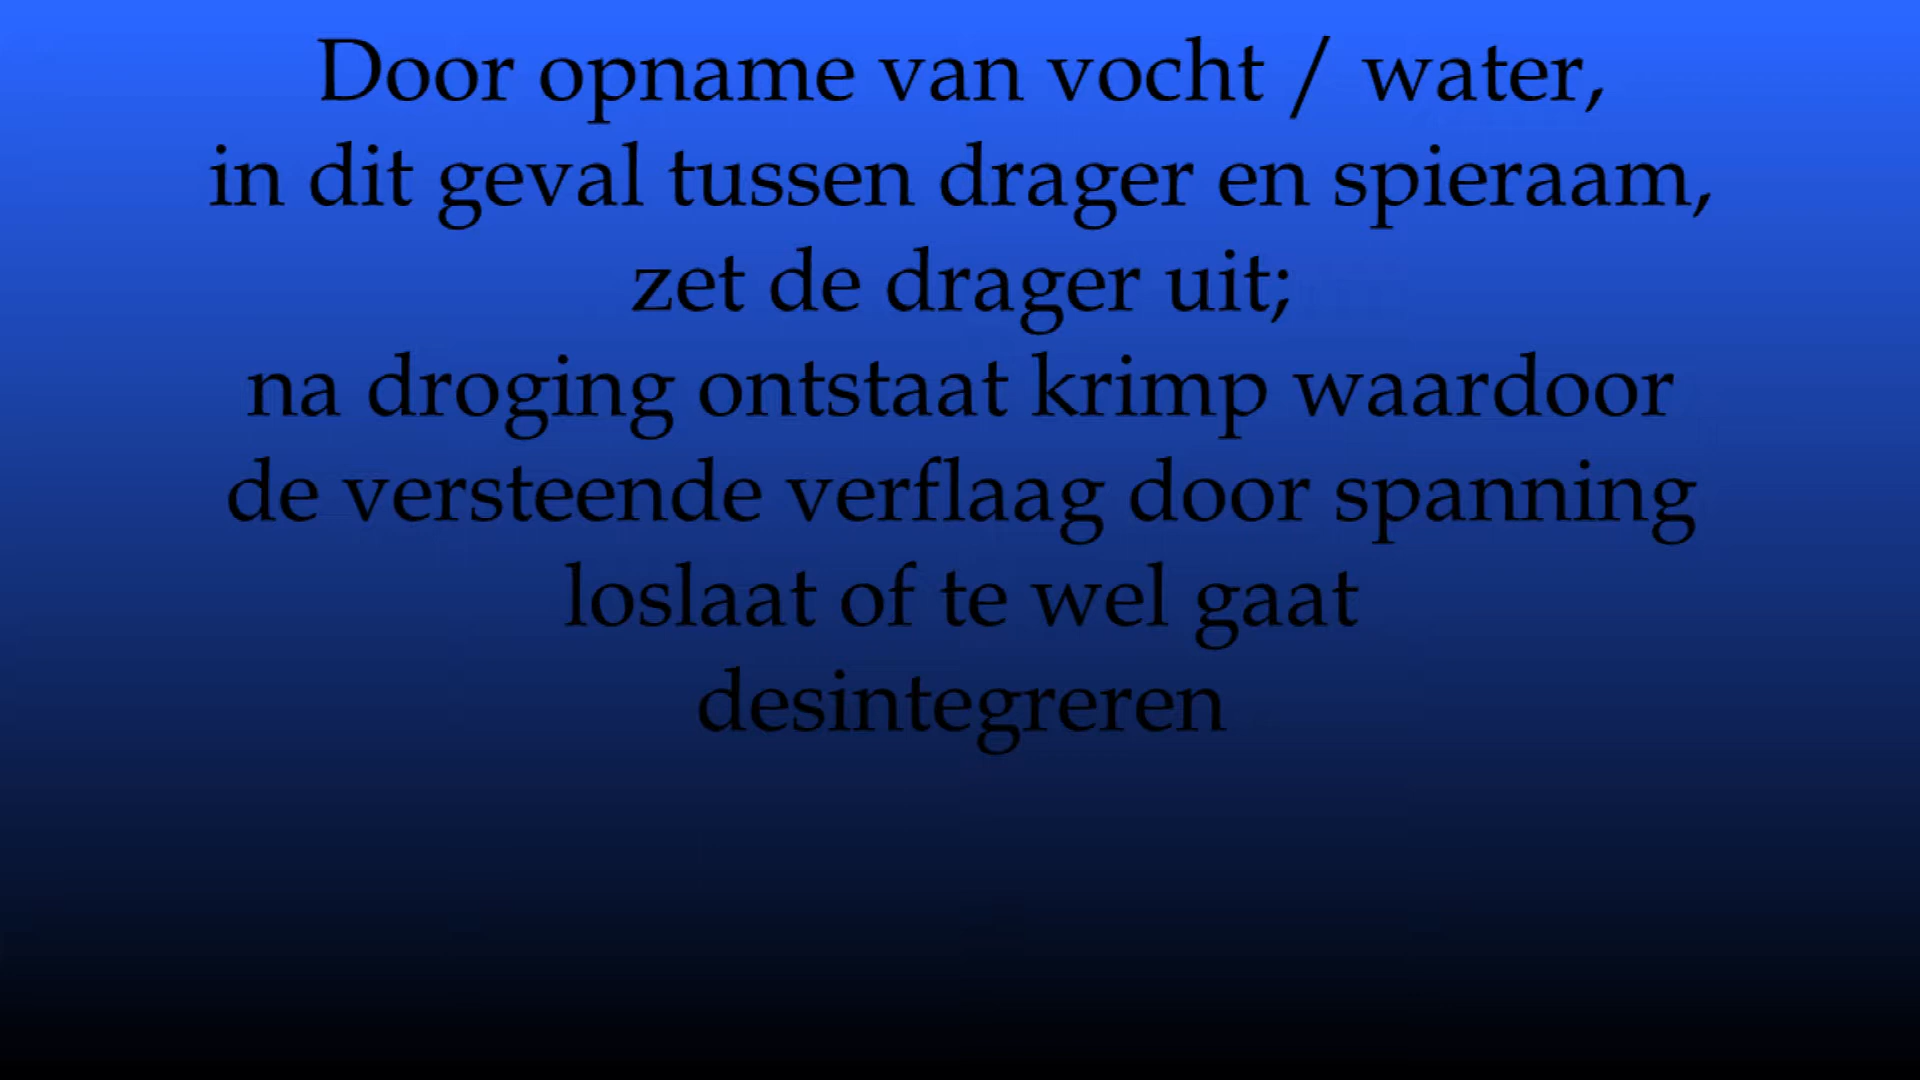 Door opname van vocht / water,
in dit geval tussen drager en spieraam,
zet de drager uit;
na droging ontstaat krimp waardoor
de versteende verflaag door spanning
loslaat of te wel gaat
desintegreren